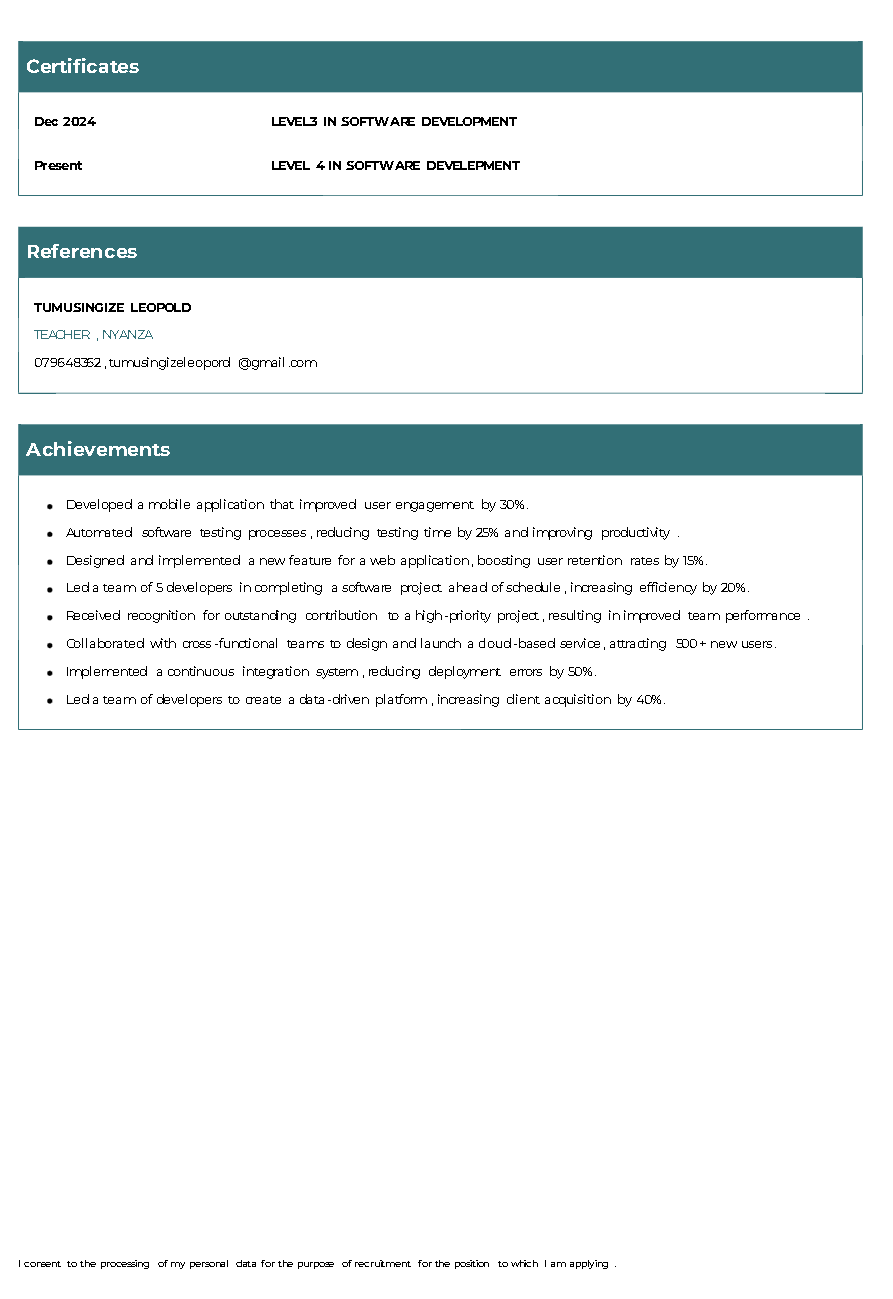 Certificates
Dec 2024 LEVEL3 IN SOFTWARE DEVELOPMENT
Present LEVEL 4 IN SOFTWARE DEVELEPMENT
References
TUMUSINGIZE LEOPOLD
TEACHER , NYANZA
079648352 , tumusingizeleopord @gmail.com
Achievements
• Developed a mobile application that improved user engagement by 30%.
• Automated software testing processes , reducing testing time by 25% and improving productivity .
• Designed and implemented a new feature for a web application, boosting user retention rates by 15%.
• Led a team of 5 developers in completing a software project ahead of schedule , increasing efficiency by 20%.
• Received recognition for outstanding contribution to a high-priority project , resulting in improved team performance .
• Collaborated with cross-functional teams to design and launch a cloud-based service, attracting 500+ new users.
• Implemented a continuous integration system , reducing deployment errors by 50%.
• Led a team of developers to create a data-driven platform , increasing client acquisition by 40%.
I consent to the processing of my personal data for the purpose of recruitment for the position to which I am applying .